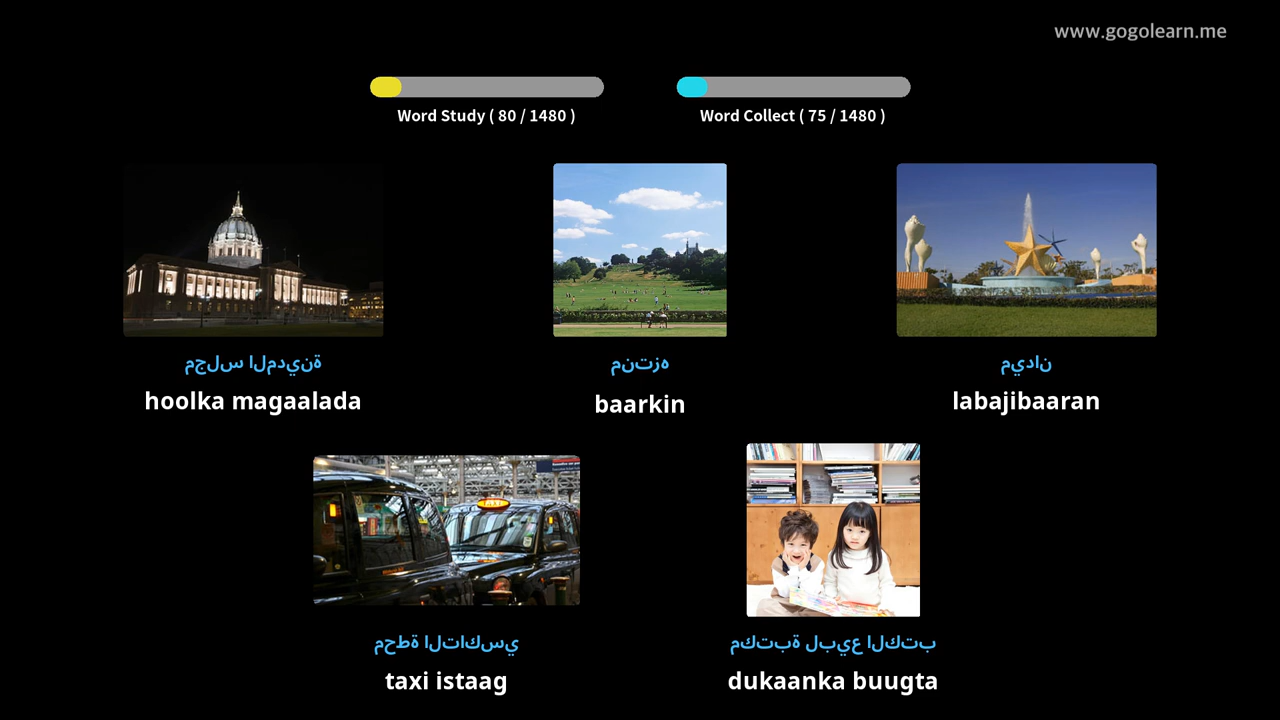 www.gogolearn.me
Word Study ( 80 / 1480 )
Word Collect ( 75 / 1480 )
مجلس المدينة
hoolka magaalada
منتزه
baarkin
ميدان
labajibaaran
محطة التاكسي
taxi istaag
مكتبة لبيع الكتب
dukaanka buugta
TAXI